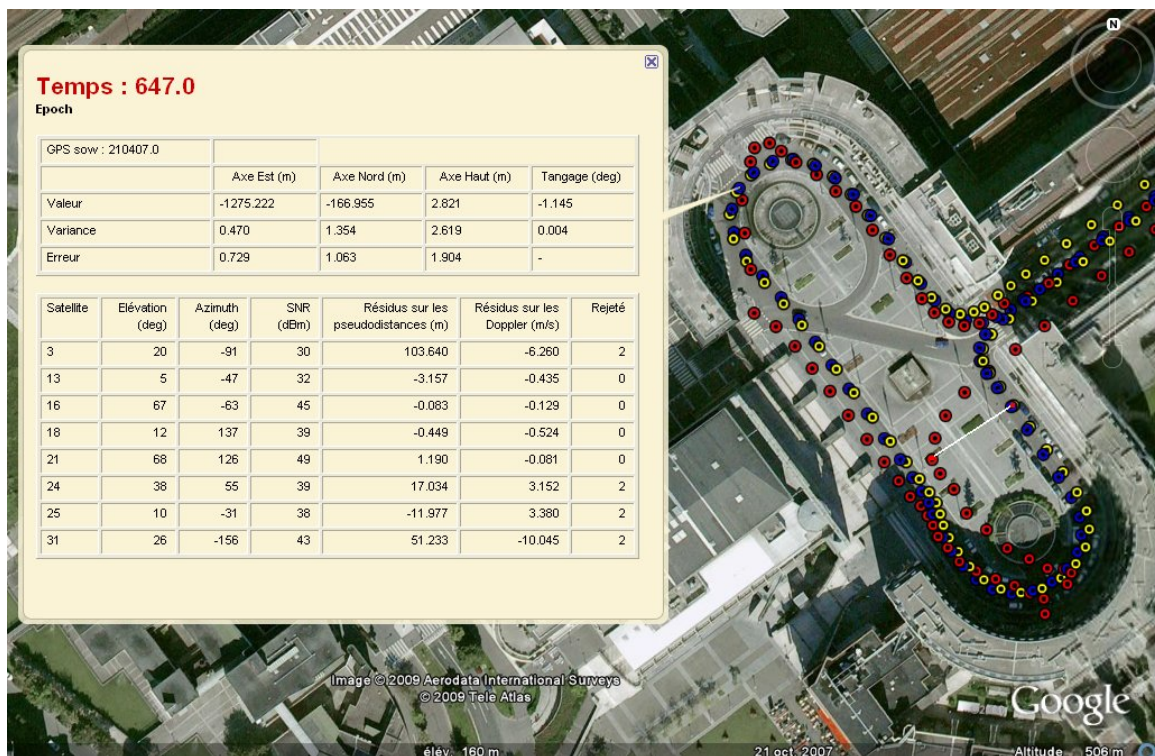 N
Temps : 647.0
Epoch
GPS sow : 210407.0
Axe Est (m) Axe Nord (m) Axe Haut (m) Tangage (deg)
Valeur -1275.222 -166.955 2.821 -1.145
Variance 0.470 1.354 2.619 0.004
Erreur 0.729 1.063 1.904 -
Satellite Elévation Azimuth SNR Résidus sur les Résidus sur les Rejeté
(deg) (deg) (dBm) pseudodistances (m) Doppler (m/s)
3 20 -91 30 103.640 -6.260 2
13 5 -47 32 -3.157 -0.435 0
16 67 -63 45 -0.083 -0.129 0
18 12 137 39 -0.449 -0.524 0
21 68 126 49 1.190 -0.081 0
24 38 55 39 17.034 3.152 2
25 10 -31 38 -11.977 3.380 2
31 26 -156 43 51.233 -10.045 2
Image © 2009 Aerodata International Surveys
© 2009 Tele Atlas
Google
élév. 160 m 21 oct. 2007 Altitude 506 m